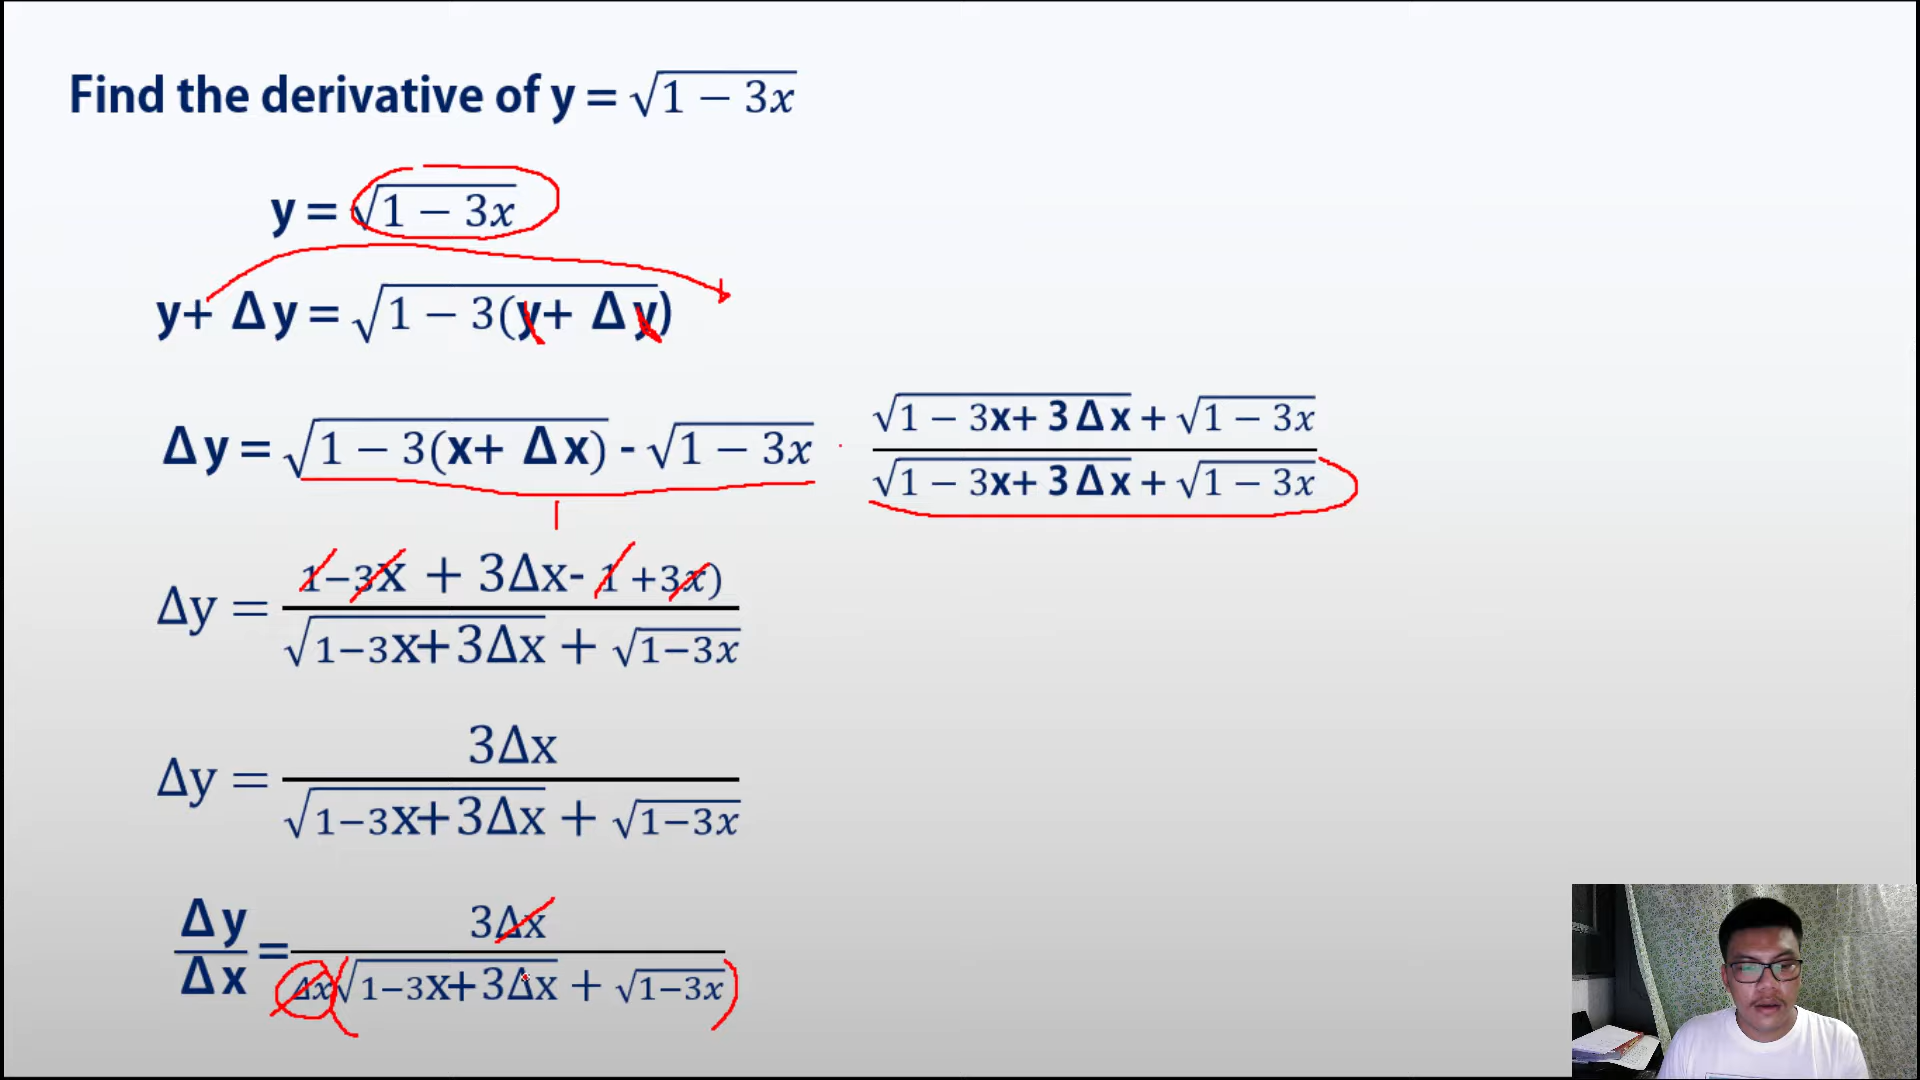 Find the derivative of y = √(1 − 3x)
y = √(1 − 3x)
y+ Δy = √(1 − 3(y+ Δy))
Δy = √(1 − 3(x+ Δx)) - √(1 − 3x) (√(1 − 3x+ 3Δx) + √(1 − 3x))/(√(1 − 3x+ 3Δx) + √(1 − 3x))
Δy = (1−3x + 3Δx- 1 +3x))/(√(1−3x+3Δx) + √(1−3x))
Δy = 3Δx/(√(1−3x+3Δx) + √(1−3x))
Δy/Δx = 3Δx/(Δx(√(1−3x+3Δx) + √(1−3x)))